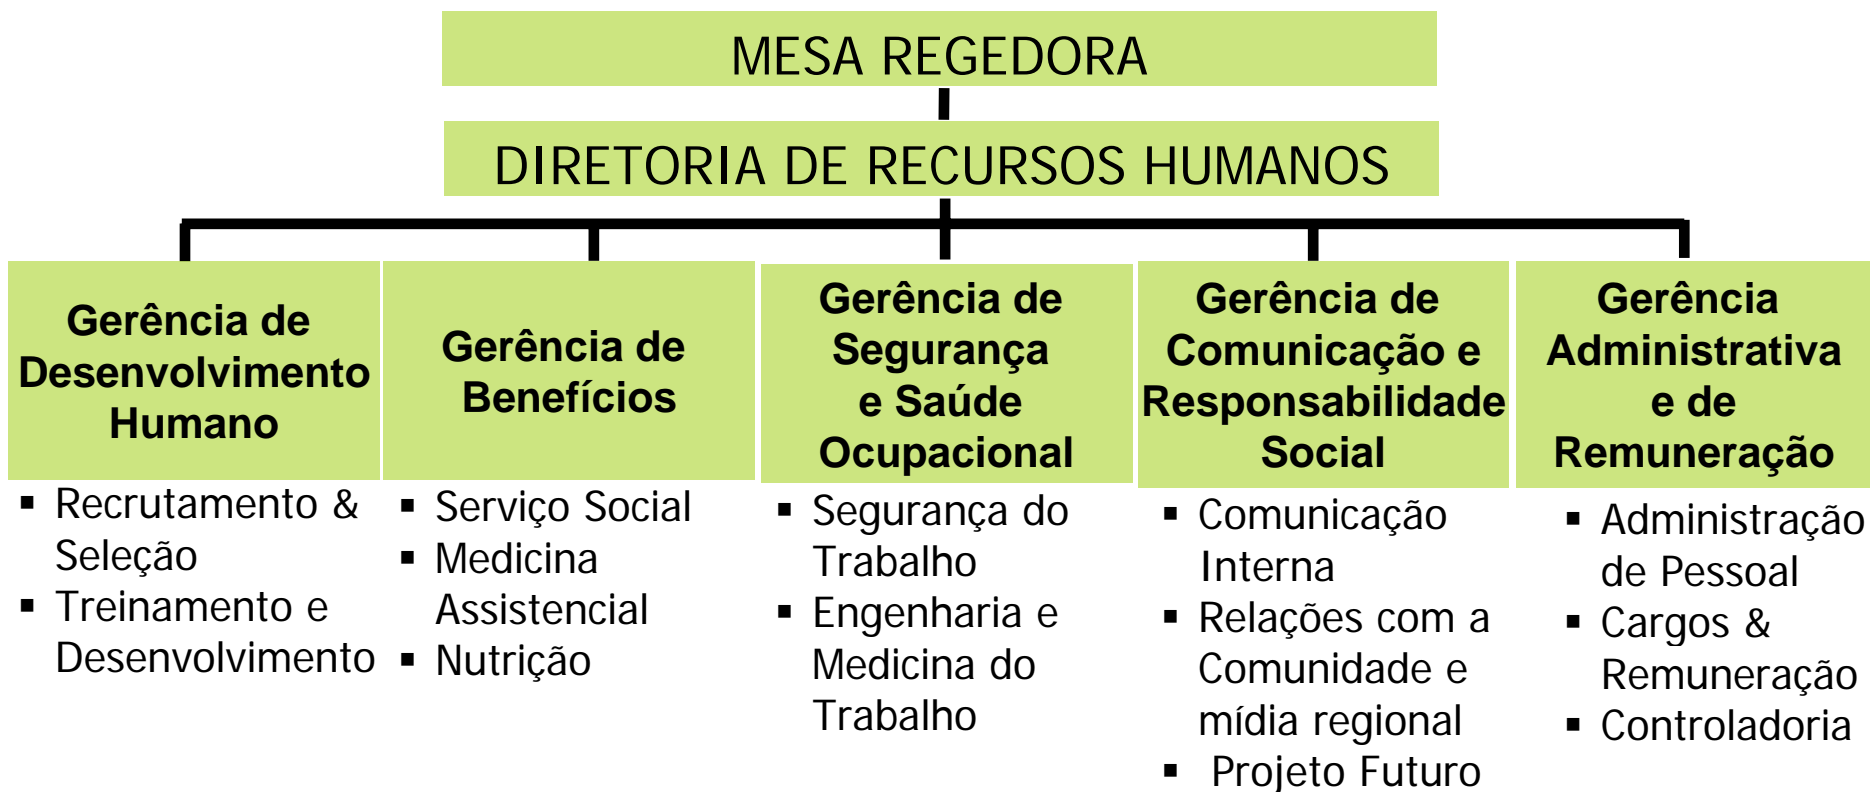 MESA REGEDORA
DIRETORIA DE RECURSOS HUMANOS
Gerência de
Desenvolvimento
Humano
▪ Recrutamento &
Seleção
▪ Treinamento e
Desenvolvimento
Gerência de
Benefícios
▪ Serviço Social
▪ Medicina
Assistencial
▪ Nutrição
Gerência de
Segurança
e Saúde
Ocupacional
▪ Segurança do
Trabalho
▪ Engenharia e
Medicina do
Trabalho
Gerência de
Comunicação e
Responsabilidade
Social
▪ Comunicação
Interna
▪ Relações com a
Comunidade e
mídia regional
▪ Projeto Futuro
Gerência
Administrativa
e de
Remuneração
▪ Administração
de Pessoal
▪ Cargos &
Remuneração
▪ Controladoria